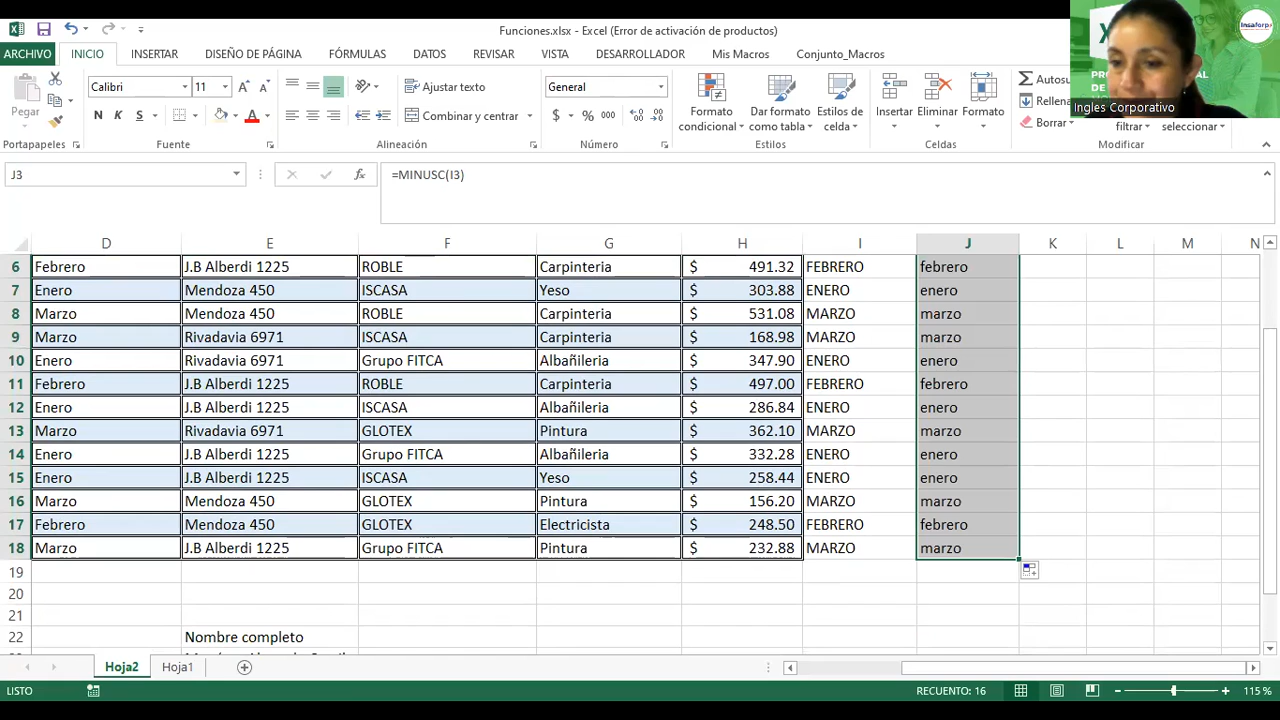 Funciones.xlsx - Excel (Error de activación de productos)
ARCHIVO INICIO INSERTAR DISEÑO DE PÁGINA FÓRMULAS DATOS REVISAR VISTA DESARROLLADOR Mis Macros Conjunto_Macros
Insaforp
Ingles Corporativo
Pegar
Calibri 11
N K S A
Ajustar texto
Combinar y centrar
General
$ % 000
Formato condicional
Dar formato como tabla
Estilos de celda
Insertar Eliminar Formato
Autosu
Rellena
Borrar
filtrar seleccionar
Portapapeles Fuente Alineación Número Estilos Celdas Modificar
J3 fx =MINUSC(I3)
D E F G H I J K L M N
6 Febrero J.B Alberdi 1225 ROBLE Carpinteria $ 491.32 FEBRERO febrero
7 Enero Mendoza 450 ISCASA Yeso $ 303.88 ENERO enero
8 Marzo Mendoza 450 ROBLE Carpinteria $ 531.08 MARZO marzo
9 Marzo Rivadavia 6971 ISCASA Carpinteria $ 168.98 MARZO marzo
10 Enero Rivadavia 6971 Grupo FITCA Albañileria $ 347.90 ENERO enero
11 Febrero J.B Alberdi 1225 ROBLE Carpinteria $ 497.00 FEBRERO febrero
12 Enero J.B Alberdi 1225 ISCASA Albañileria $ 286.84 ENERO enero
13 Marzo Rivadavia 6971 GLOTEX Pintura $ 362.10 MARZO marzo
14 Enero J.B Alberdi 1225 Grupo FITCA Albañileria $ 332.28 ENERO enero
15 Enero J.B Alberdi 1225 ISCASA Yeso $ 258.44 ENERO enero
16 Marzo Mendoza 450 GLOTEX Pintura $ 156.20 MARZO marzo
17 Febrero Mendoza 450 GLOTEX Electricista $ 248.50 FEBRERO febrero
18 Marzo J.B Alberdi 1225 Grupo FITCA Pintura $ 232.88 MARZO marzo
19
20
21
22 Nombre completo
Hoja2 Hoja1
LISTO RECUENTO: 16 115 %